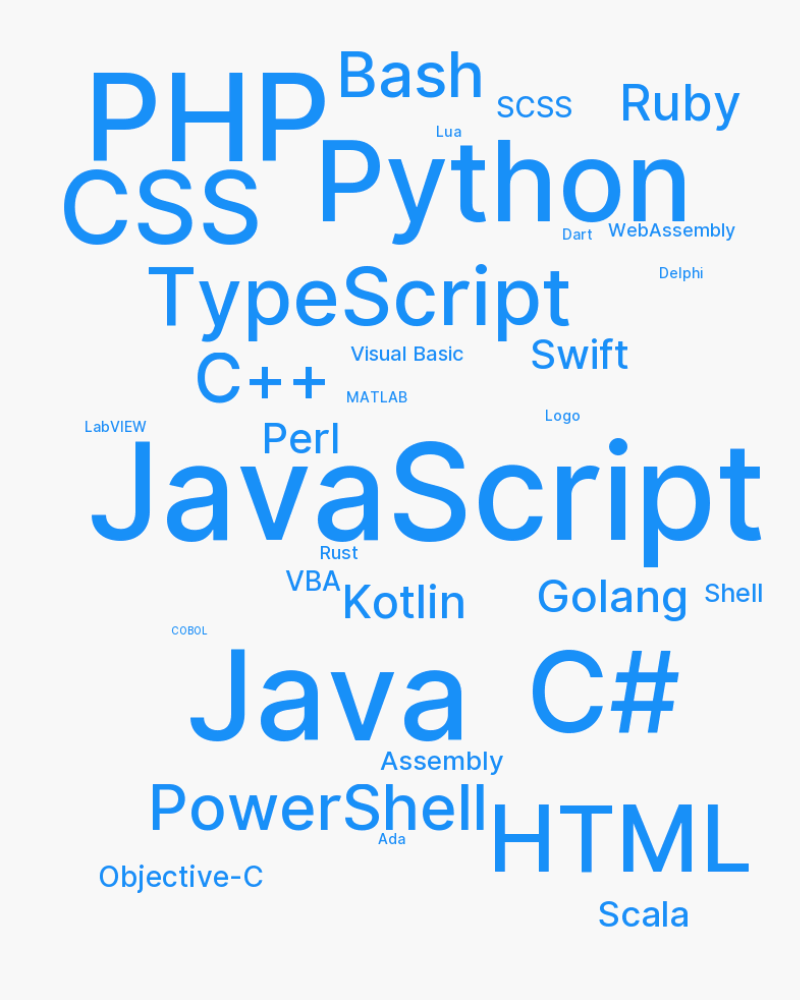 Bash
PHP
SCSS
Ruby
Lua
Python
CSS
Dart
WebAssembly
Delphi
TypeScript
Visual Basic
Swift
C++
MATLAB
Logo
LabVIEW
Perl
JavaScript
Rust
VBA
Kotlin
Golang
Shell
COBOL
Java
C#
Assembly
PowerShell
HTML
Ada
Objective-C
Scala